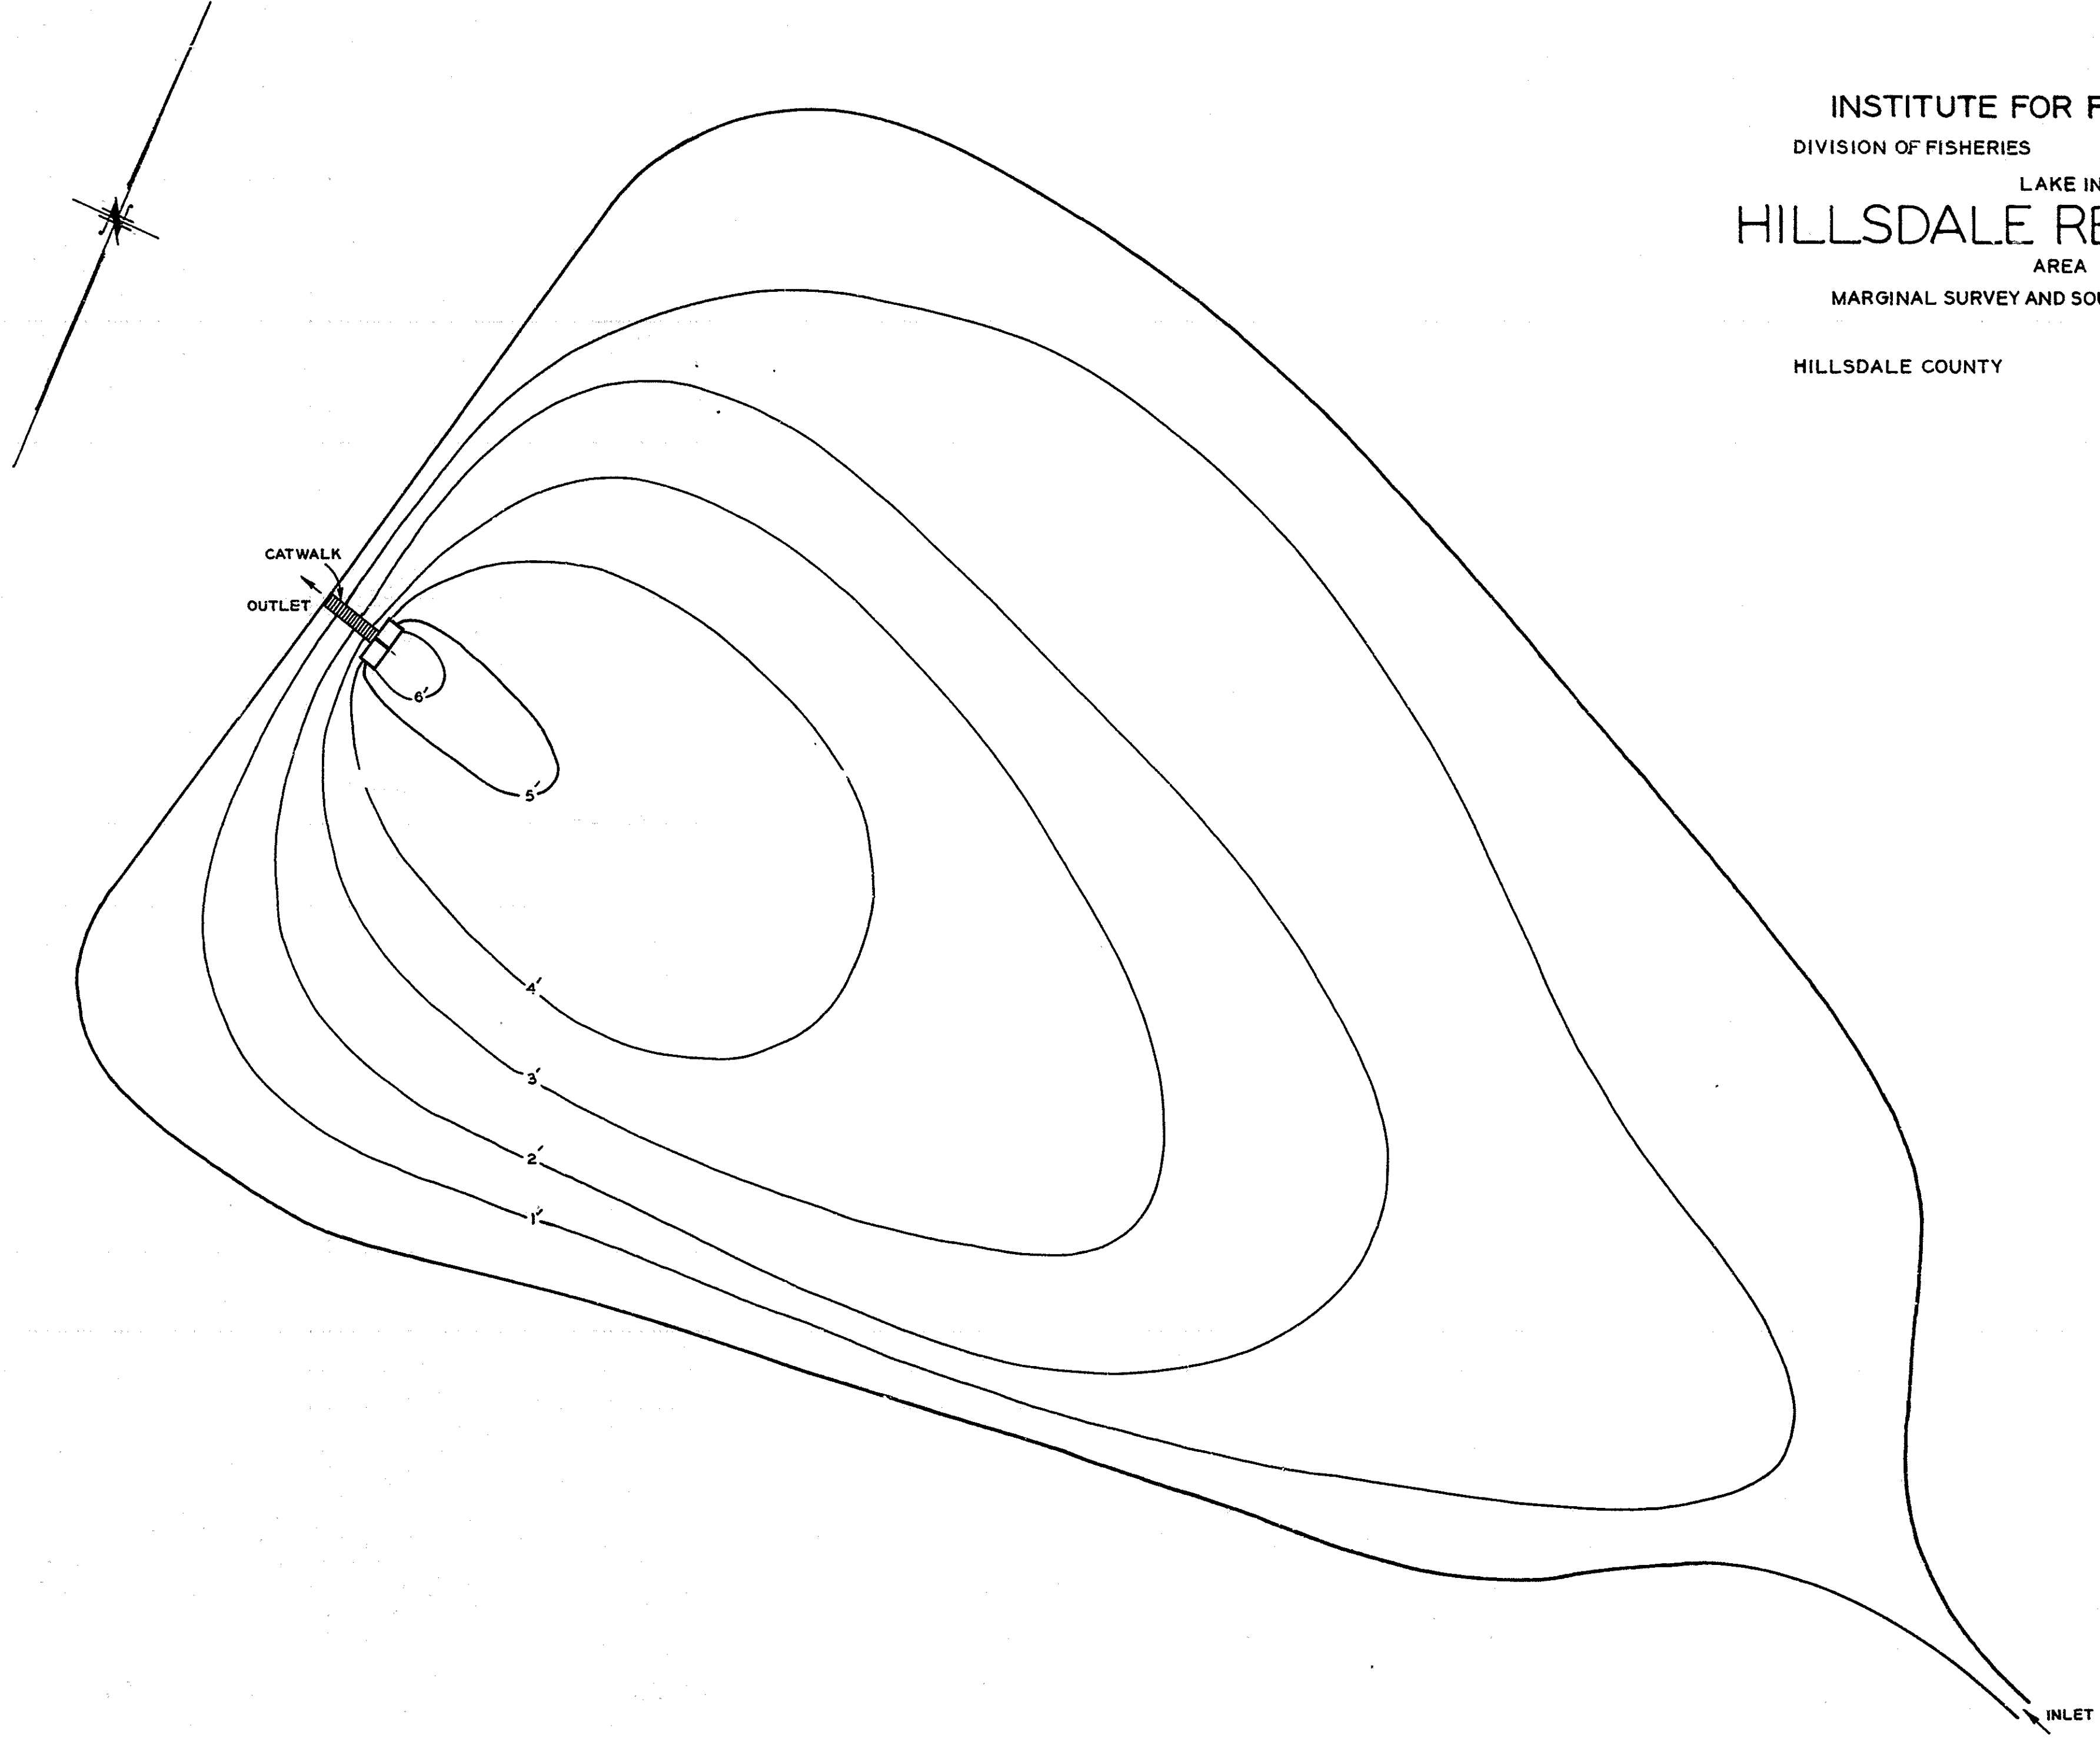 INSTITUTE FOR F
DIVISION OF FISHERIES
LAKE IN
HILLSDALE RE
AREA
MARGINAL SURVEY AND SOU
HILLSDALE COUNTY
CATWALK
OUTLET
6'
5'
4'
3'
2'
1'
INLET